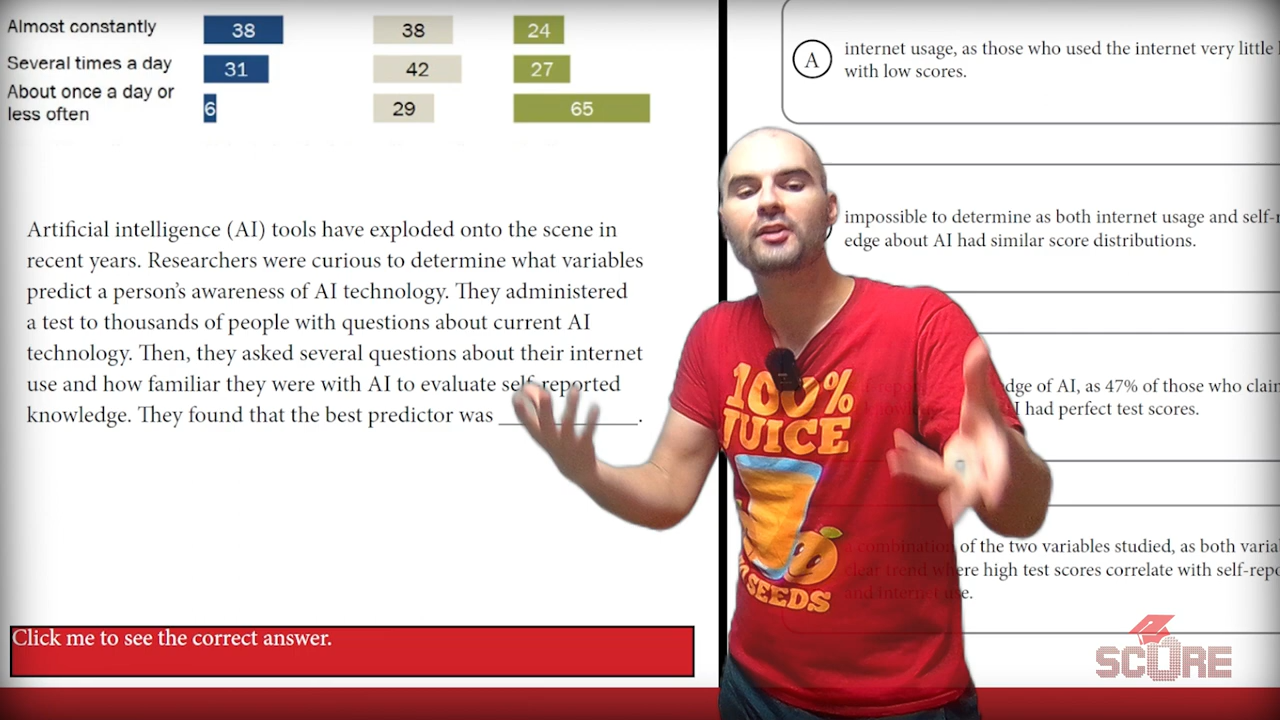 Almost constantly
38
38
24
Several times a day
31
42
27
About once a day or
less often
6
29
65
Artificial intelligence (AI) tools have exploded onto the scene in
recent years. Researchers were curious to determine what variables
predict a person's awareness of AI technology. They administered
a test to thousands of people with questions about current AI
technology. Then, they asked several questions about their internet
use and how familiar they were with AI to evaluate self-reported
knowledge. They found that the best predictor was ______________.
Click me to see the correct answer.
A
internet usage, as those who used the internet very little
with low scores.
impossible to determine as both internet usage and self-
edge about AI had similar score distributions.
of AI, as 47% of those who
had perfect test scores.
a combination of the two variables studied, as both
clear trend where high test scores correlate with
and internet use.
100%
JUICE
SEEDS
SCORE